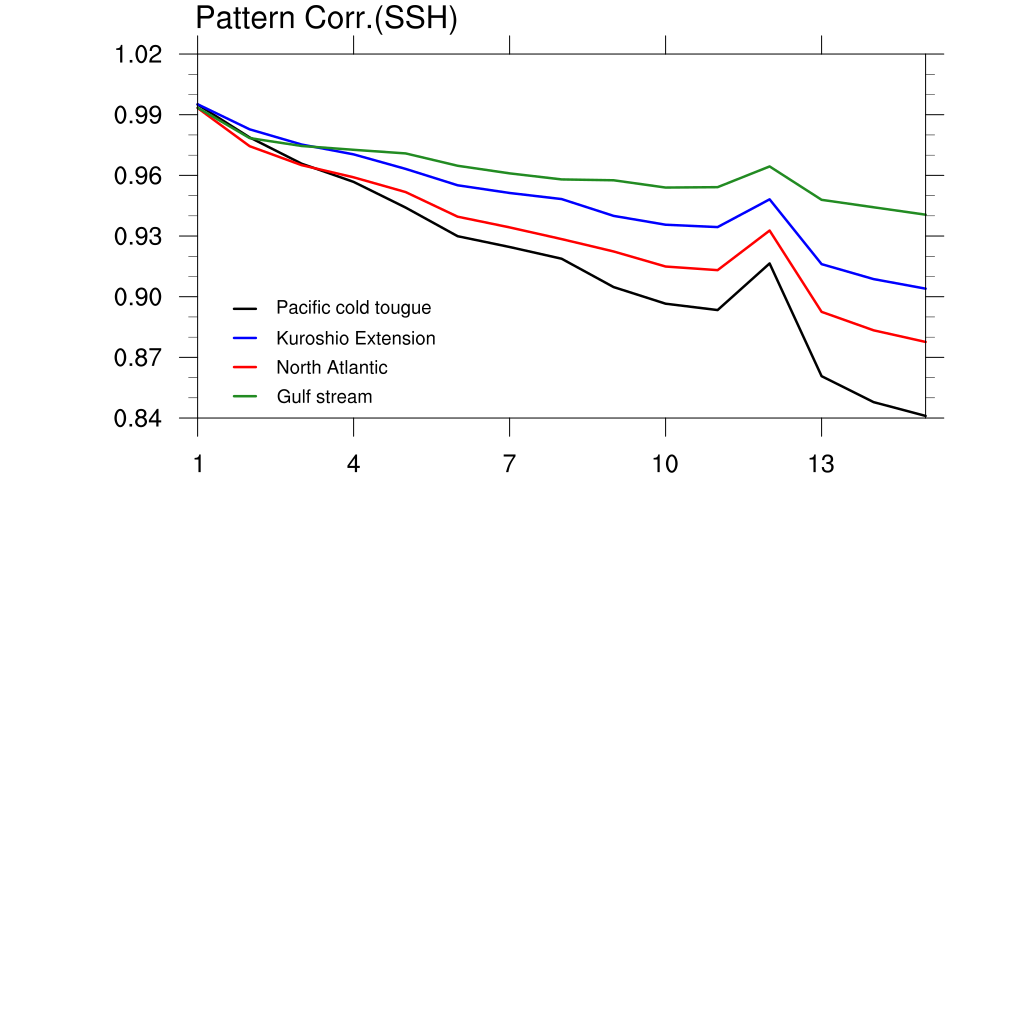 Pattern Corr.(SSH)
1.02
0.99
0.96
0.93
0.90
0.87
0.84
Pacific cold tougue
Kuroshio Extension
North Atlantic
Gulf stream
1 4 7 10 13